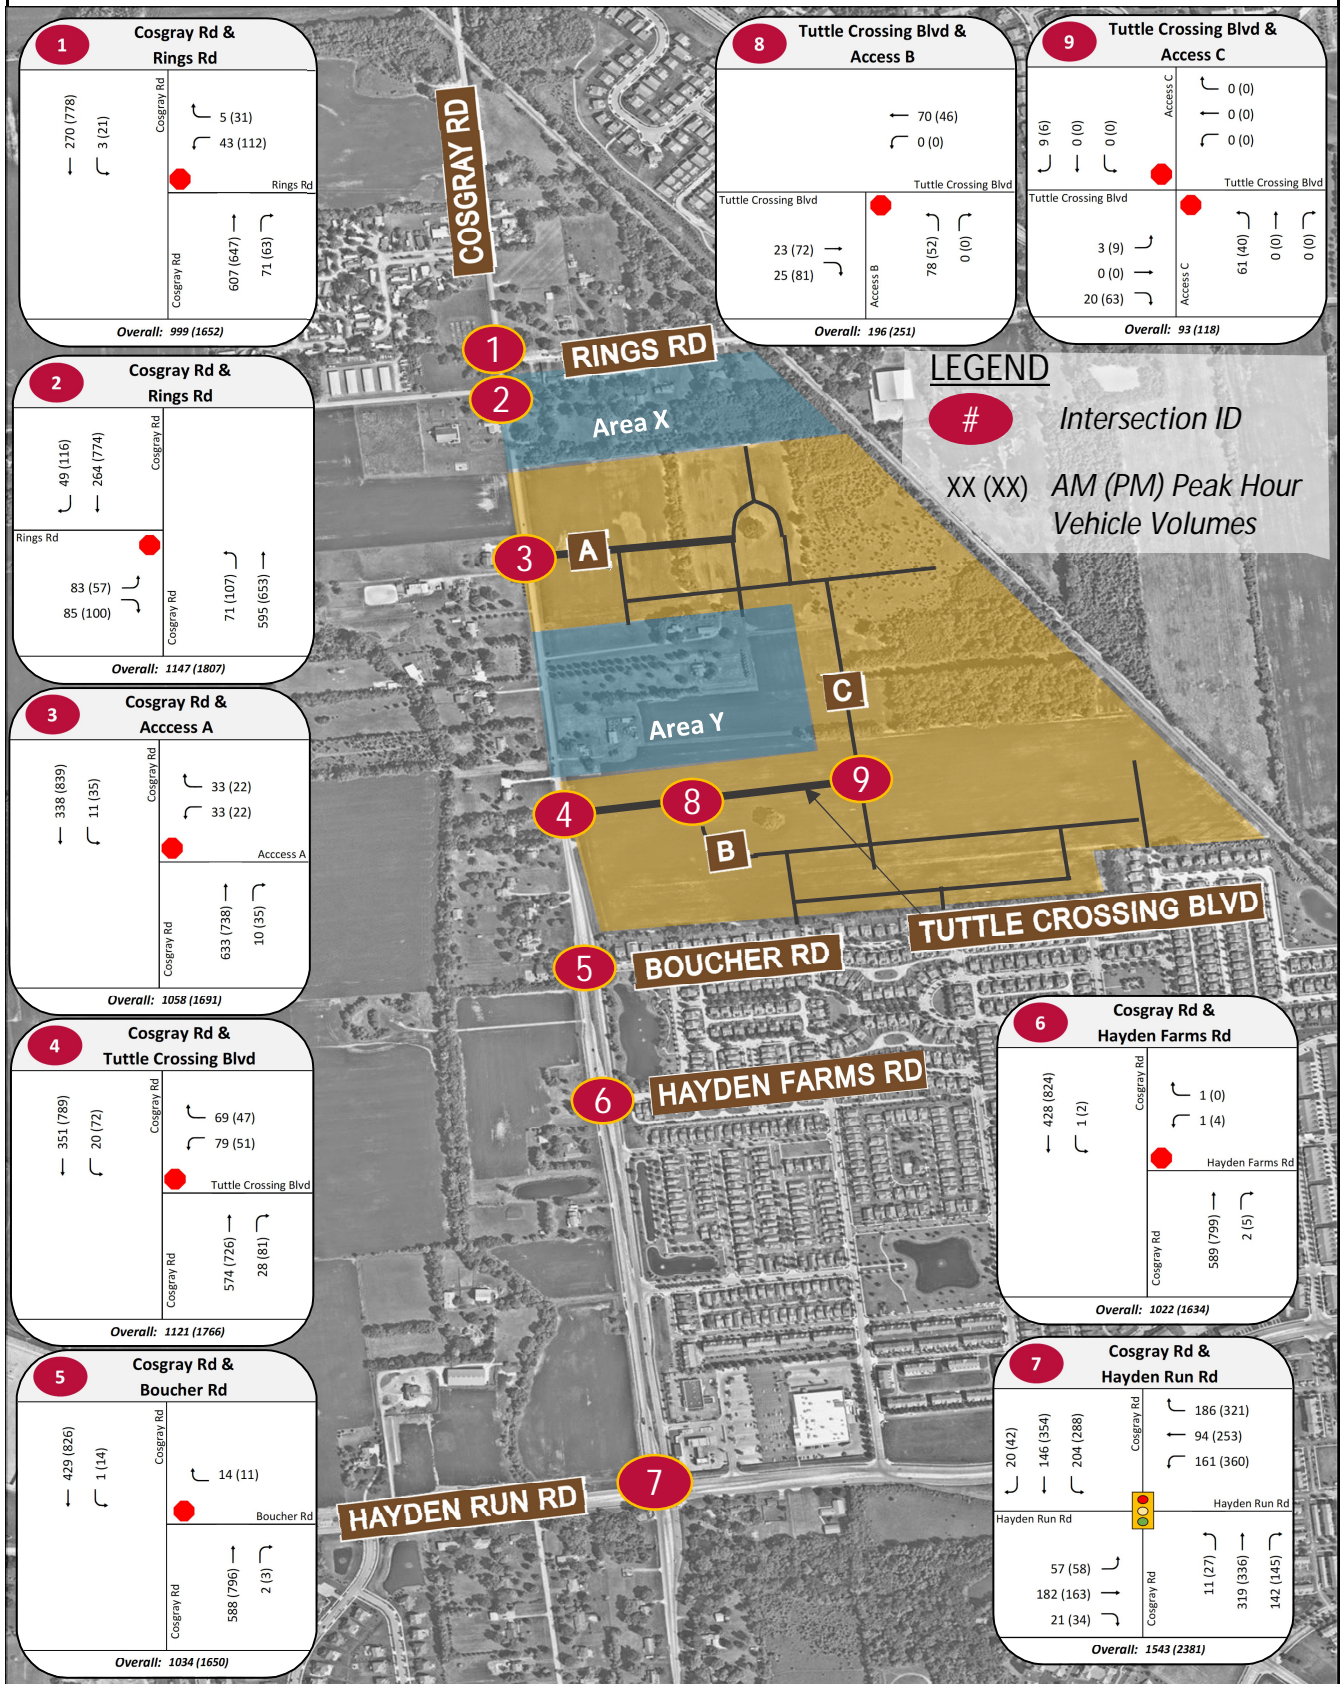 1
Cosgray Rd &
Rings Rd
270 (778)
3 (21)
Cosgray Rd
5 (31)
43 (112)
Rings Rd
Cosgray Rd
607 (647)
71 (63)
Overall: 999 (1652)
2
Cosgray Rd &
Rings Rd
49 (116)
264 (774)
Cosgray Rd
Rings Rd
83 (57)
85 (100)
Cosgray Rd
71 (107)
595 (653)
Overall: 1147 (1807)
3
Cosgray Rd &
Acccess A
338 (839)
11 (35)
Cosgray Rd
33 (22)
33 (22)
Acccess A
Cosgray Rd
633 (738)
10 (35)
Overall: 1058 (1691)
4
Cosgray Rd &
Tuttle Crossing Blvd
351 (789)
20 (72)
Cosgray Rd
69 (47)
79 (51)
Tuttle Crossing Blvd
Cosgray Rd
574 (726)
28 (81)
Overall: 1121 (1766)
5
Cosgray Rd &
Boucher Rd
429 (826)
1 (14)
Cosgray Rd
14 (11)
Boucher Rd
Cosgray Rd
588 (796)
2 (3)
Overall: 1034 (1650)
8
Tuttle Crossing Blvd &
Access B
70 (46)
0 (0)
Tuttle Crossing Blvd
Tuttle Crossing Blvd
23 (72)
25 (81)
Access B
78 (52)
0 (0)
Overall: 196 (251)
9
Tuttle Crossing Blvd &
Access C
9 (6)
0 (0)
0 (0)
Access C
0 (0)
0 (0)
0 (0)
Tuttle Crossing Blvd
Tuttle Crossing Blvd
3 (9)
0 (0)
20 (63)
Access C
61 (40)
0 (0)
0 (0)
Overall: 93 (118)
LEGEND
# Intersection ID
XX (XX) AM (PM) Peak Hour
Vehicle Volumes
COSGRAY RD
1
RINGS RD
2
Area X
3
A
C
Area Y
4
8
9
B
TUTTLE CROSSING BLVD
5
BOUCHER RD
6
HAYDEN FARMS RD
7
HAYDEN RUN RD
6
Cosgray Rd &
Hayden Farms Rd
428 (824)
1 (2)
Cosgray Rd
1 (0)
1 (4)
Hayden Farms Rd
Cosgray Rd
589 (799)
2 (5)
Overall: 1022 (1634)
7
Cosgray Rd &
Hayden Run Rd
20 (42)
146 (354)
204 (288)
Cosgray Rd
186 (321)
94 (253)
161 (360)
Hayden Run Rd
Hayden Run Rd
57 (58)
182 (163)
21 (34)
Cosgray Rd
11 (27)
319 (336)
142 (145)
Overall: 1543 (2381)